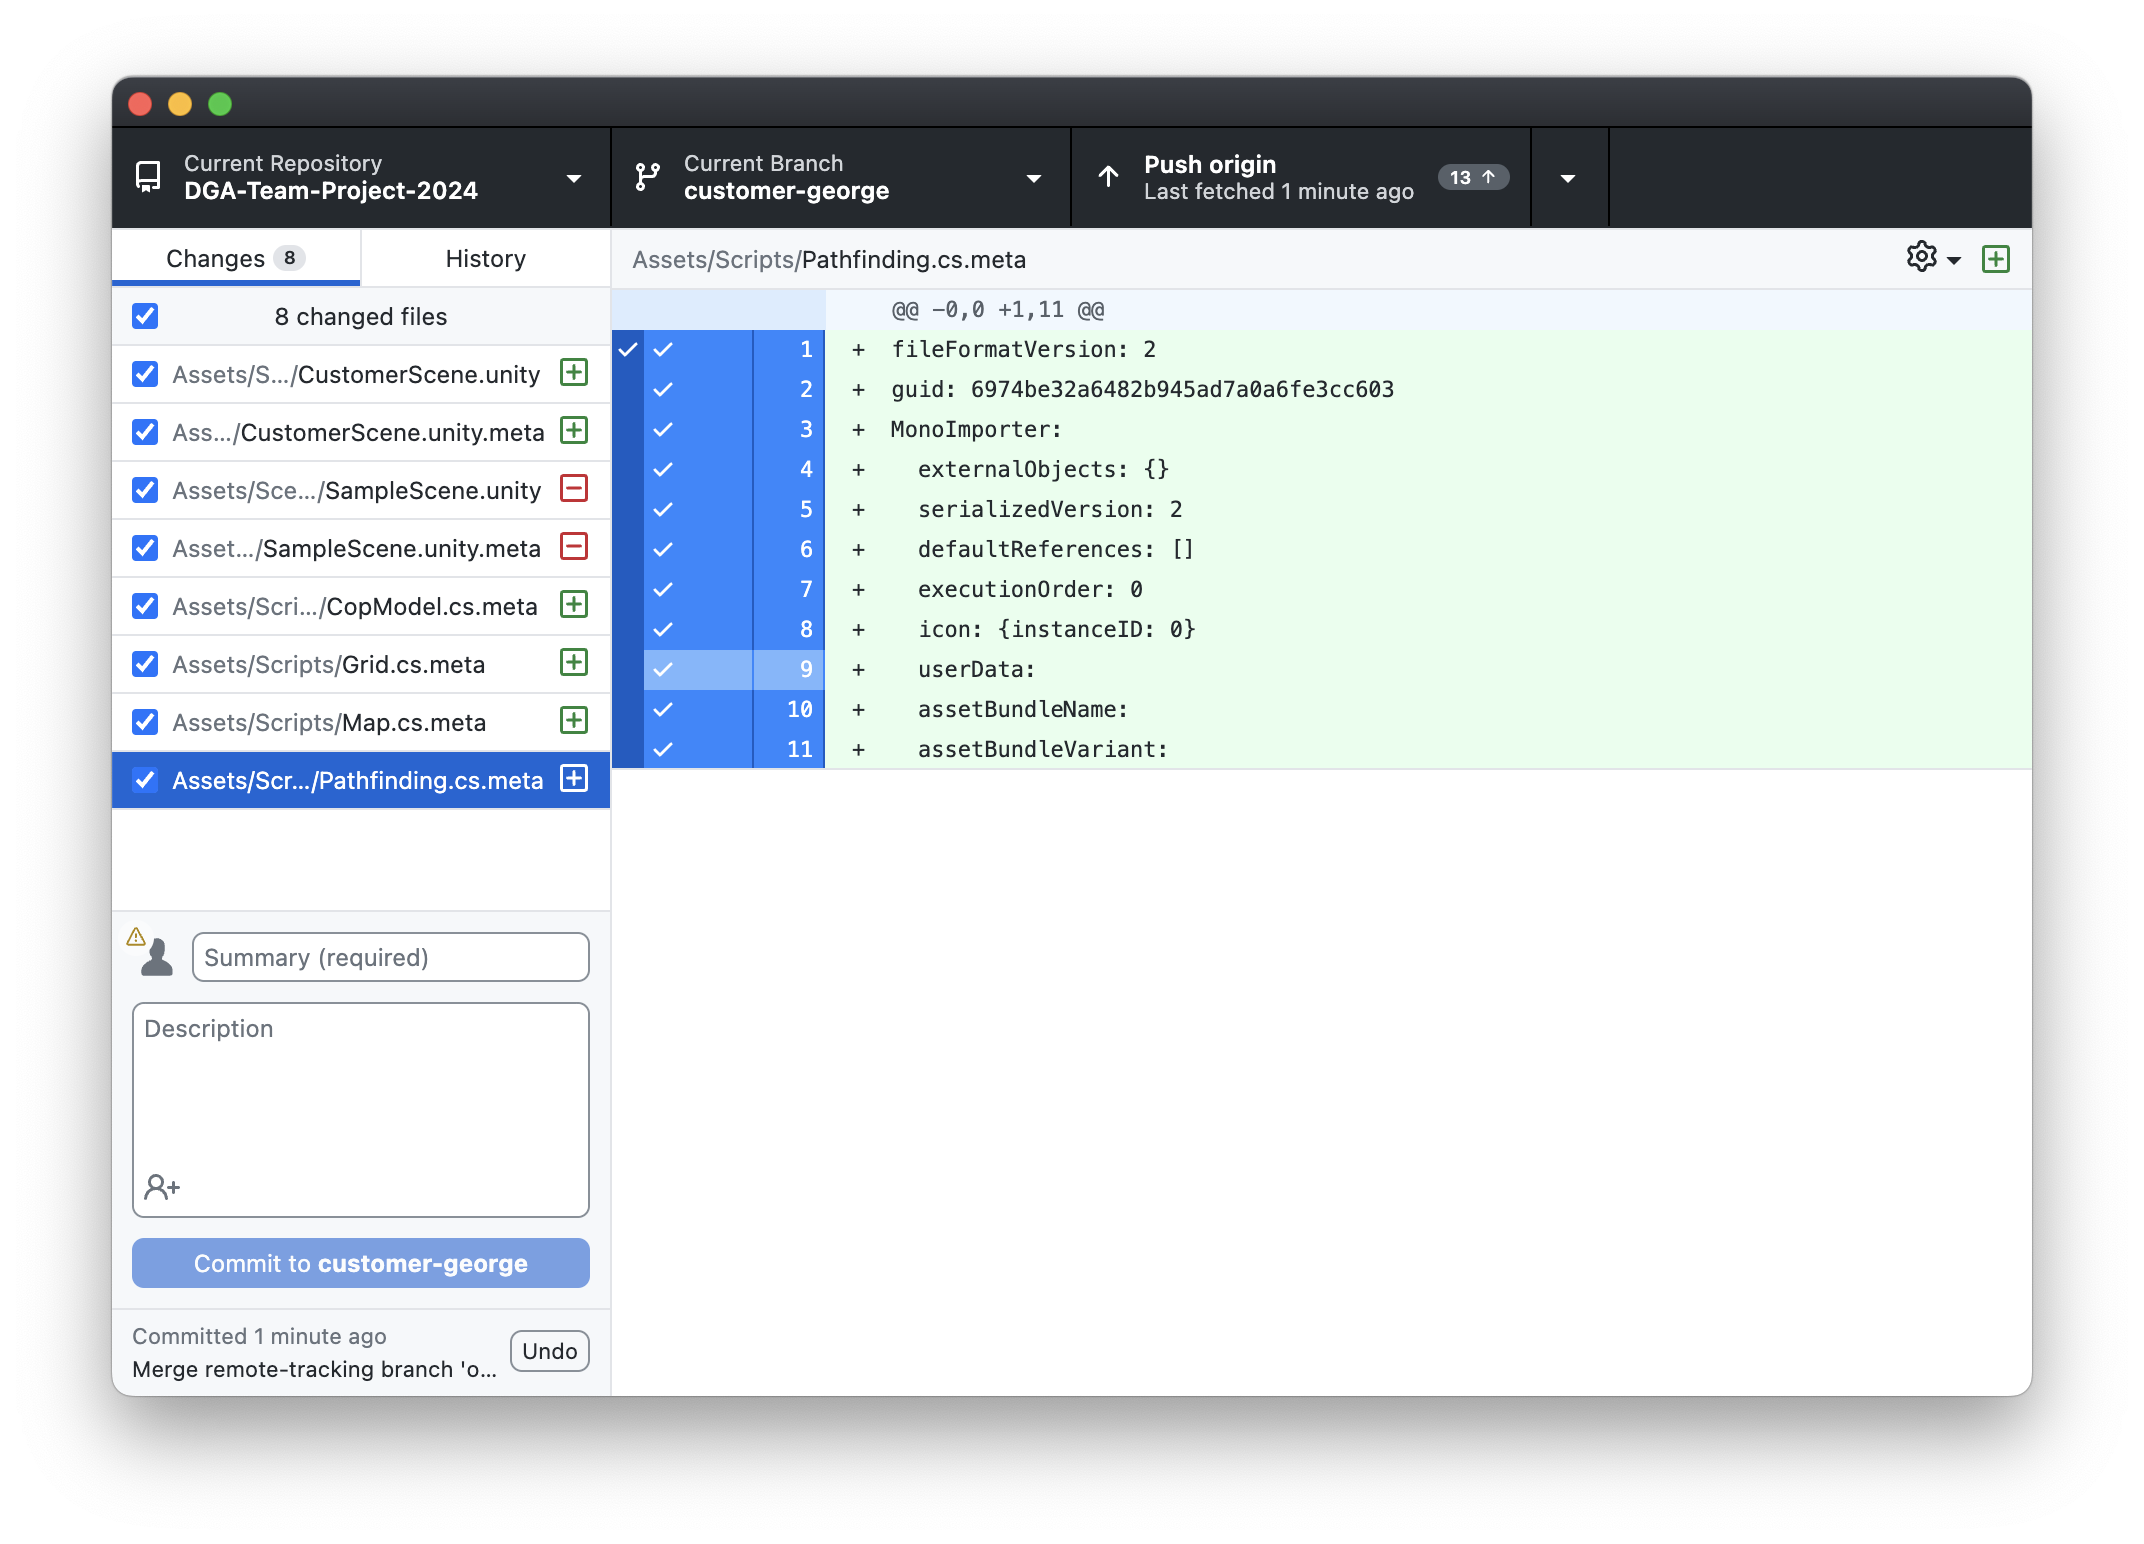 Current Repository
DGA-Team-Project-2024
Current Branch
customer-george
Push origin
Last fetched 1 minute ago
13 ↑
Changes 8
History
8 changed files
Assets/S.../CustomerScene.unity
Ass.../CustomerScene.unity.meta
Assets/Sce.../SampleScene.unity
Asset.../SampleScene.unity.meta
Assets/Scri.../CopModel.cs.meta
Assets/Scripts/Grid.cs.meta
Assets/Scripts/Map.cs.meta
Assets/Scr.../Pathfinding.cs.meta
Summary (required)
Description
Commit to customer-george
Committed 1 minute ago
Merge remote-tracking branch 'o...
Undo
Assets/Scripts/Pathfinding.cs.meta
@@ -0,0 +1,11 @@
1 + fileFormatVersion: 2
2 + guid: 6974be32a6482b945ad7a0a6fe3cc603
3 + MonoImporter:
4 + externalObjects: {}
5 + serializedVersion: 2
6 + defaultReferences: []
7 + executionOrder: 0
8 + icon: {instanceID: 0}
9 + userData:
10 + assetBundleName:
11 + assetBundleVariant: